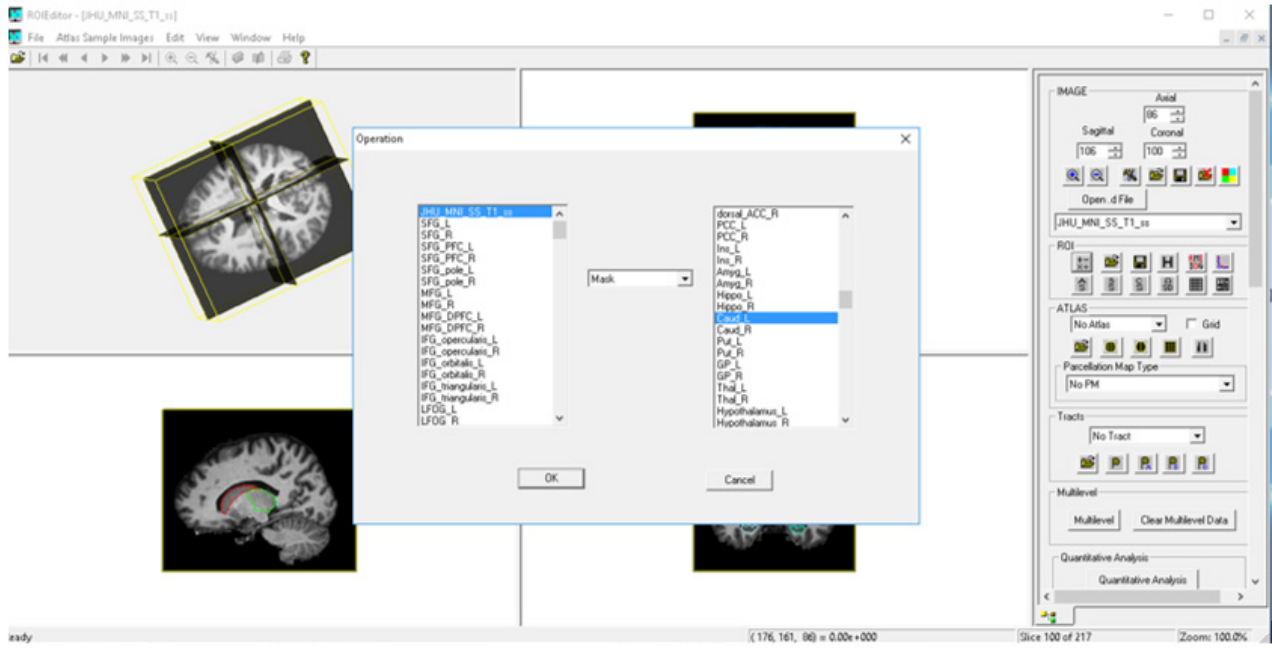 ROIEditor - [JHU_MNI_SS_T1_ss]
File Atlas Sample Images Edit View Window Help
Operation
JHU_MNI_SS_T1_ss
SFG_L
SFG_R
SFG_PFC_L
SFG_PFC_R
SFG_pole_L
SFG_pole_R
MFG_L
MFG_R
MFG_DPFC_L
MFG_DPFC_R
IFG_opercularis_L
IFG_opercularis_R
IFG_orbitalis_L
IFG_orbitalis_R
IFG_triangularis_L
IFG_triangularis_R
LFOG_L
LFOG_R
Mask
dorsal_ACC_R
PCC_L
PCC_R
Ins_L
Ins_R
Amyg_L
Amyg_R
Hippo_L
Hippo_R
Caud_L
Caud_R
Put_L
Put_R
GP_L
GP_R
Thal_L
Thal_R
Hypothalamus_L
Hypothalamus_R
OK
Cancel
IMAGE
Axial
86
Sagittal Coronal
106 100
Open .d File
JHU_MNI_SS_T1_ss
ROI
H
ATLAS
No Atlas Grid
Parcellation Map Type
No PM
Tracts
No Tract
Multilevel
Multilevel Clear Multilevel Data
Quantitative Analysis
Quantitative Analysis
eady (176, 161, 86) = 0.00e+000 Slice 100 of 217 Zoom: 100.0%